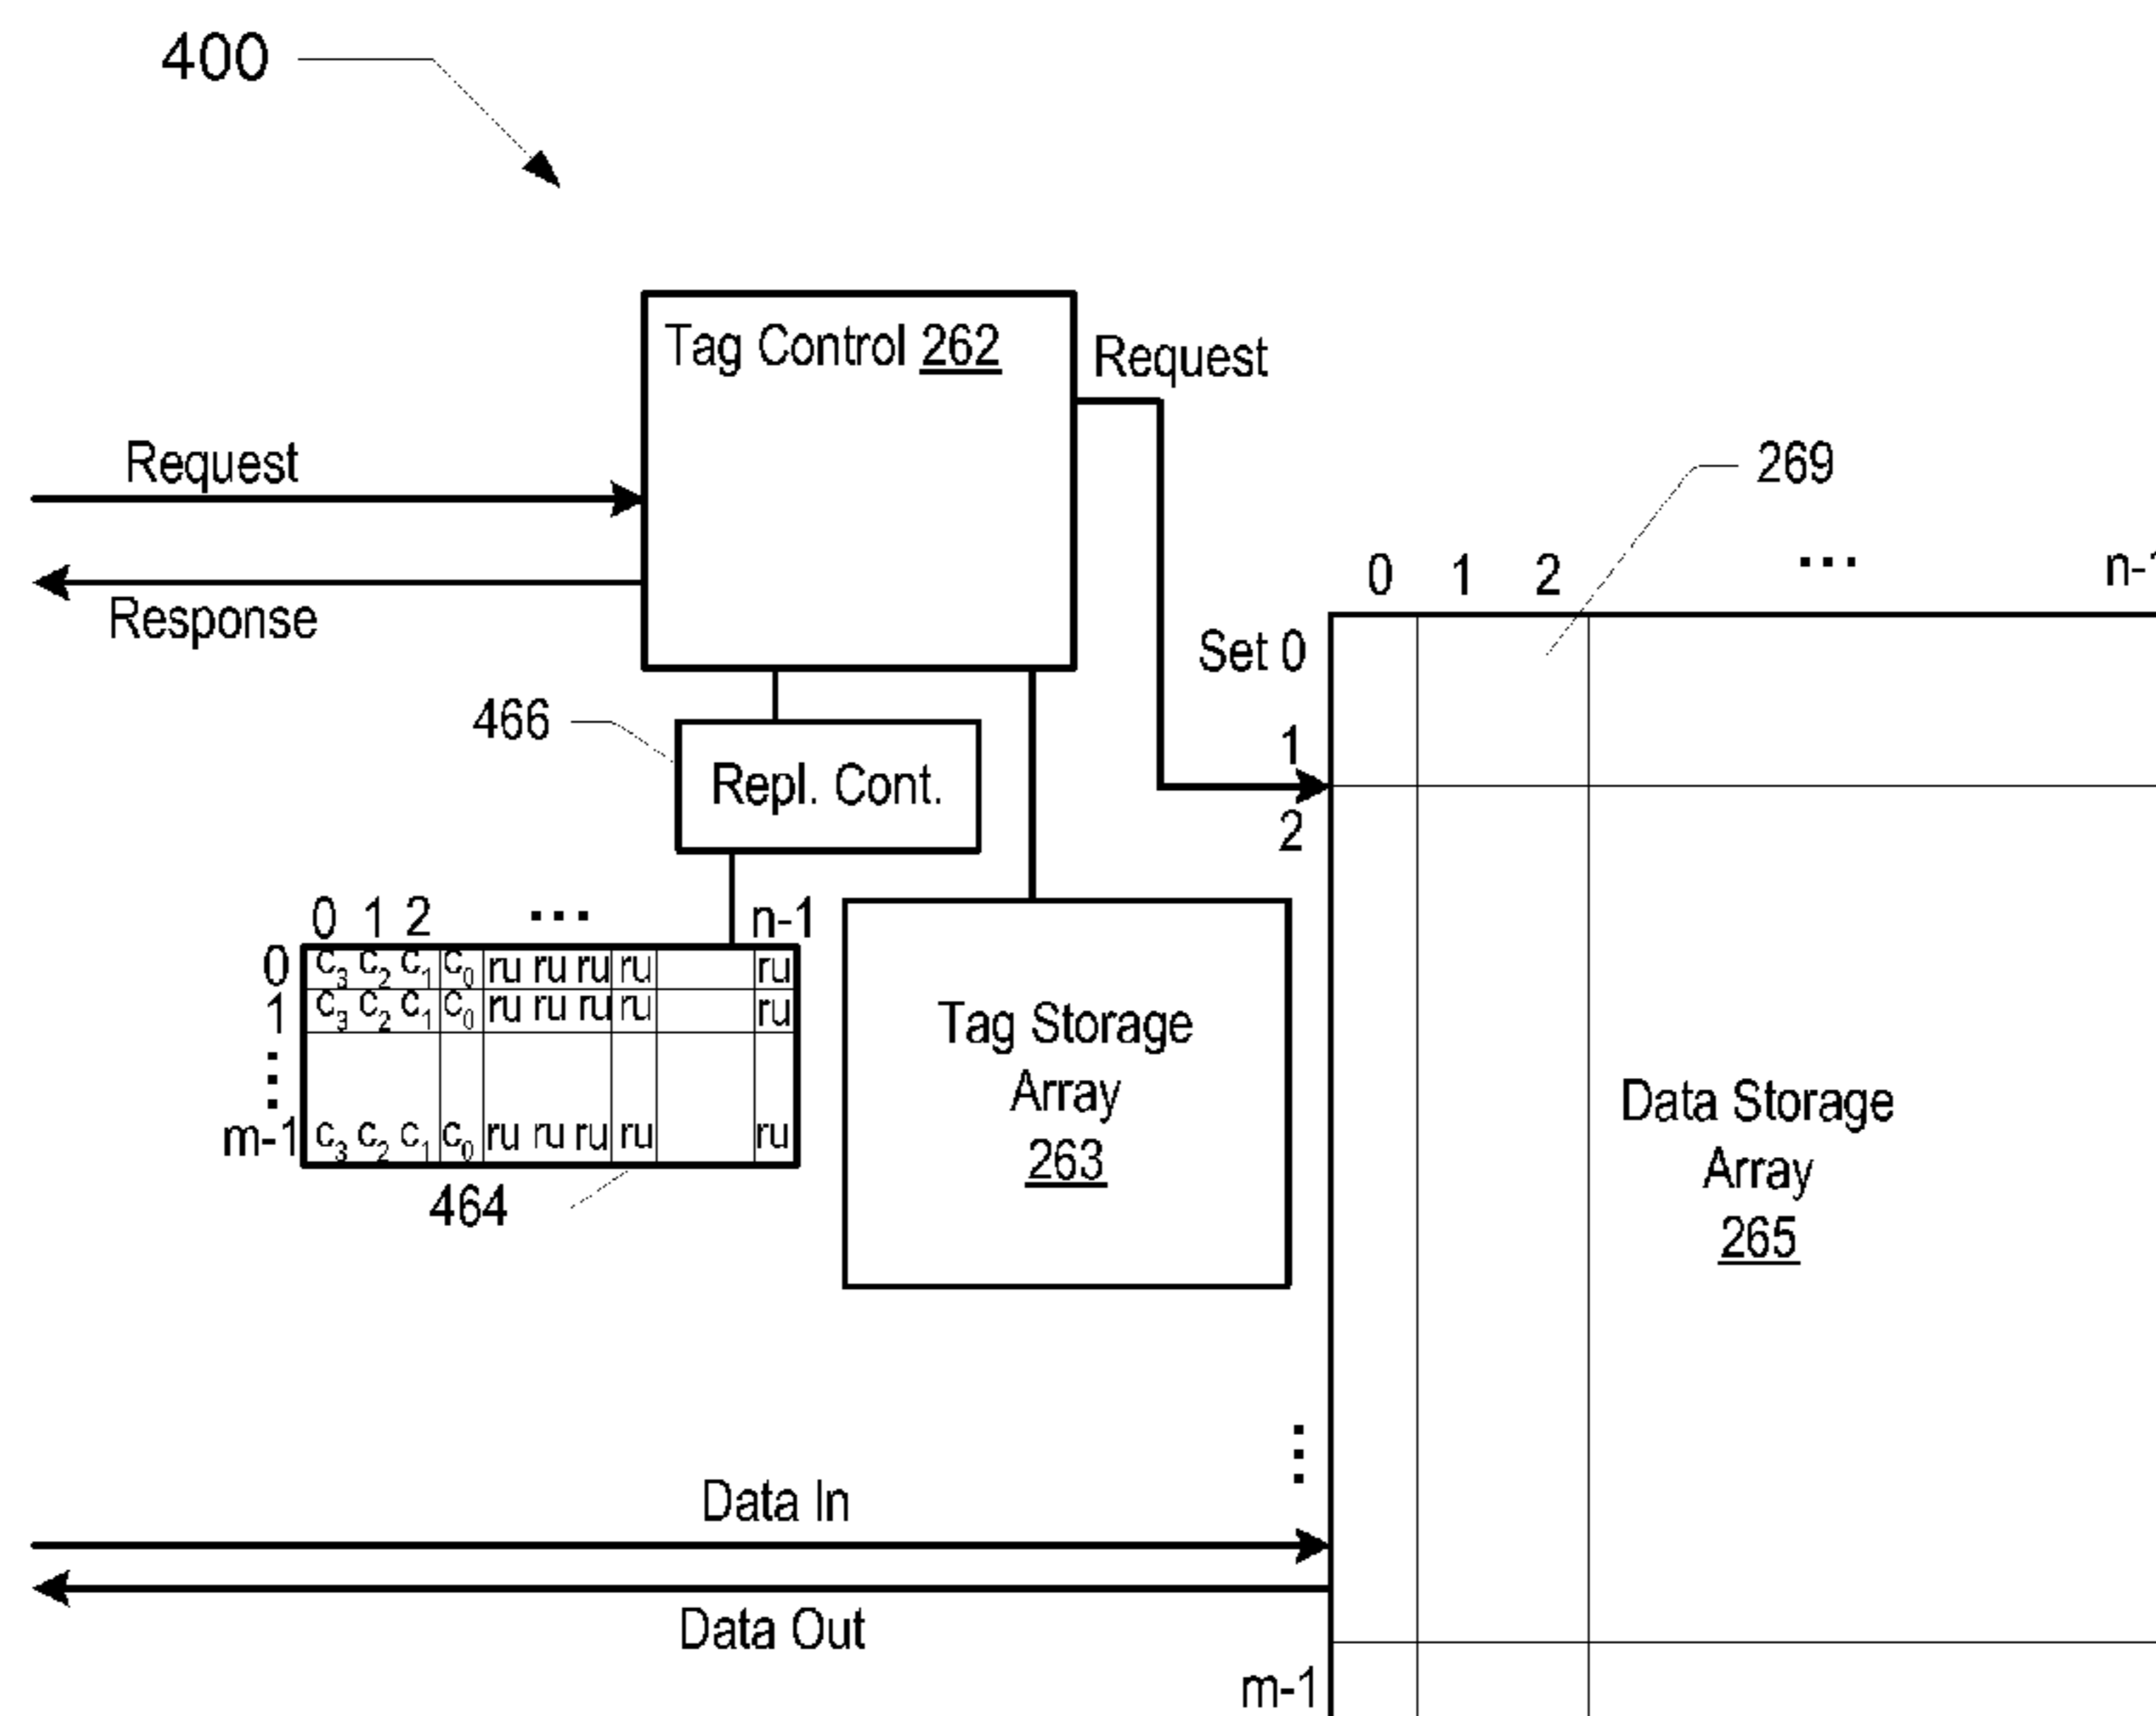 400
Tag Control 262
Request
Request
Response
269
0 1 2 ... n-1
Set 0
1
2
466
Repl. Cont.
0 1 2 ... n-1
0 c3 c2 c1 c0 ru ru ru ru ru
1 c3 c2 c1 c0 ru ru ru ru ru
⋮
m-1 c3 c2 c1 c0 ru ru ru ru ru
464
Tag Storage
Array
263
Data Storage
Array
265
⋮
Data In
Data Out
m-1